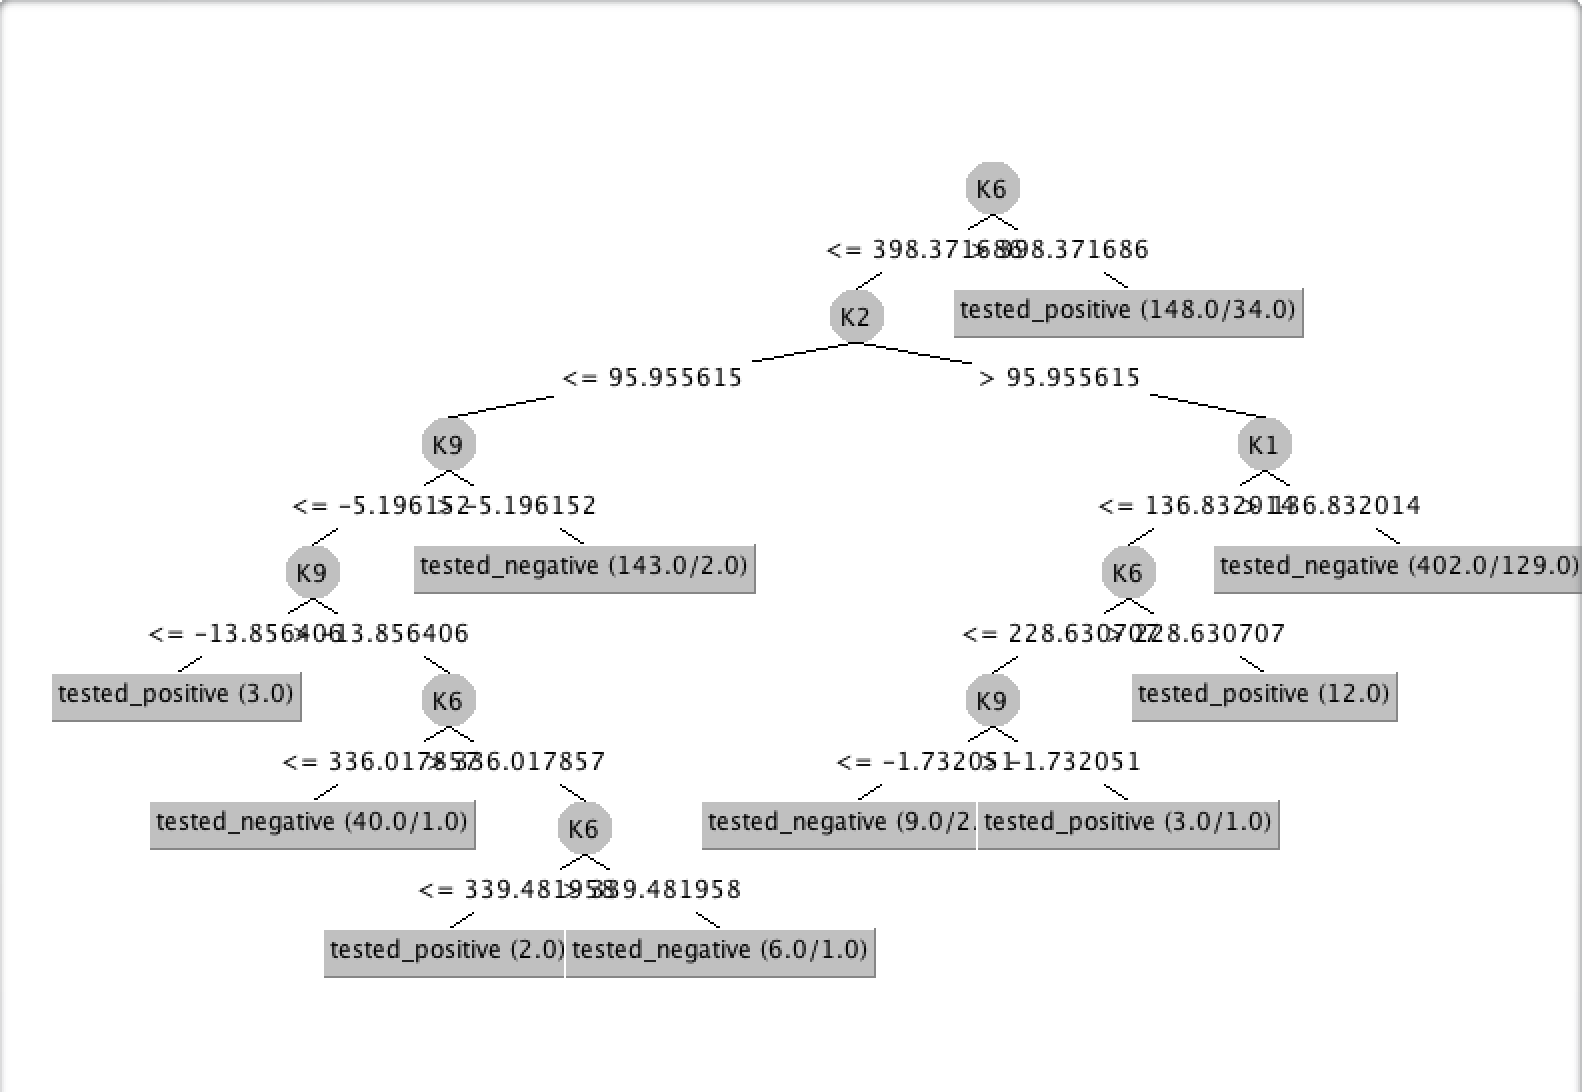 K6
<= 398.371686 > 398.371686
K2 tested_positive (148.0/34.0)
<= 95.955615 > 95.955615
K9 K1
<= -5.196152 > -5.196152 <= 136.832014 > 136.832014
K9 tested_negative (143.0/2.0) K6 tested_negative (402.0/129.0)
<= -13.856406 > -13.856406 <= 228.630707 > 228.630707
tested_positive (3.0) K6 K9 tested_positive (12.0)
<= 336.017857 > 336.017857 <= -1.732051 > -1.732051
tested_negative (40.0/1.0) K6 tested_negative (9.0/2. tested_positive (3.0/1.0)
<= 339.481958 > 339.481958
tested_positive (2.0) tested_negative (6.0/1.0)